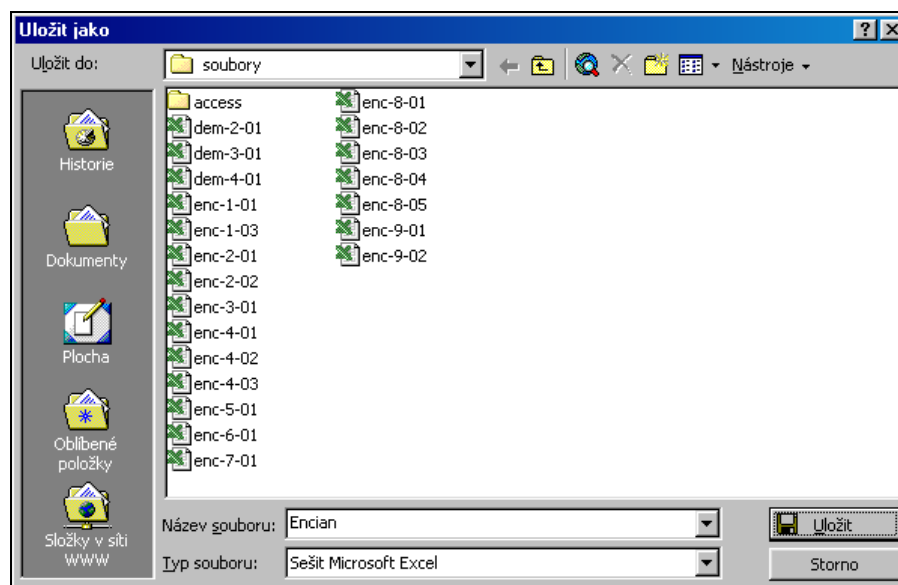 Uložit jako
Uložit do:
soubory
Nástroje
Historie
Dokumenty
Plocha
Oblíbené
položky
Složky v síti
WWW
access
dem-2-01
dem-3-01
dem-4-01
enc-1-01
enc-1-03
enc-2-01
enc-2-02
enc-3-01
enc-4-01
enc-4-02
enc-4-03
enc-5-01
enc-6-01
enc-7-01
enc-8-01
enc-8-02
enc-8-03
enc-8-04
enc-8-05
enc-9-01
enc-9-02
Název souboru:
Encian
Uložit
Typ souboru:
Sešit Microsoft Excel
Storno